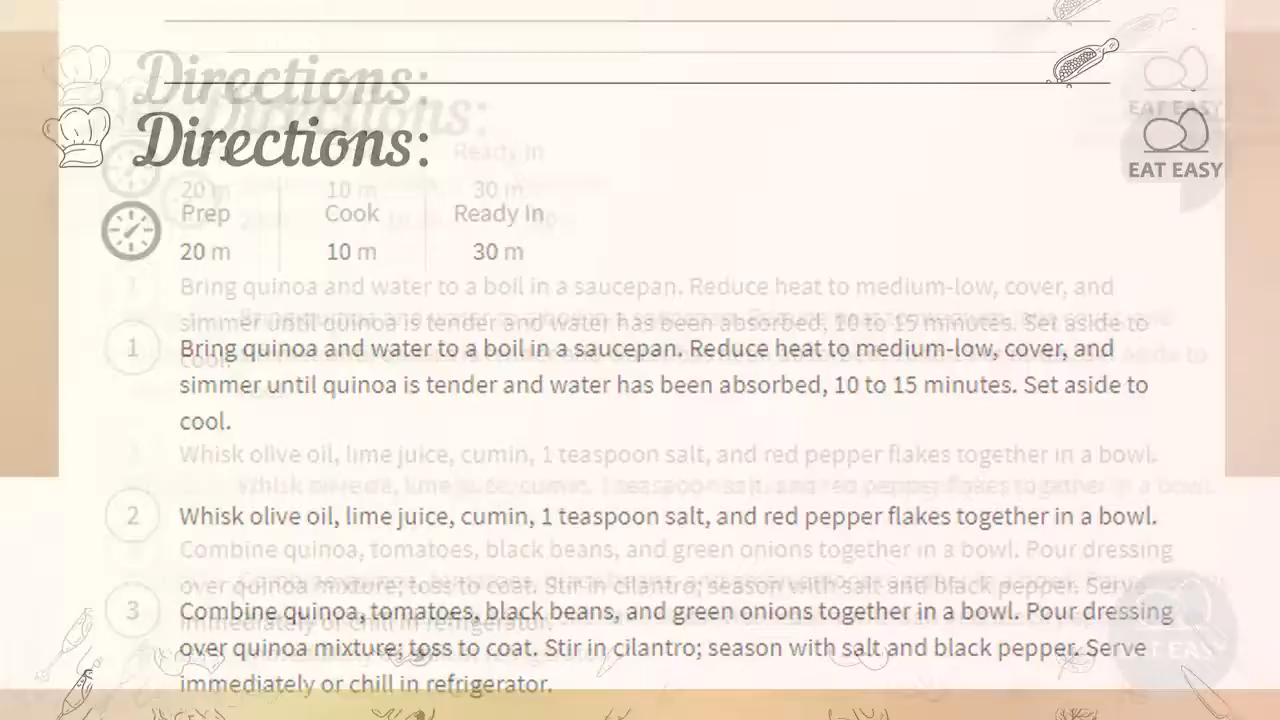 Directions:
EAT EASY
Prep Cook Ready In
20 m 10 m 30 m
1 Bring quinoa and water to a boil in a saucepan. Reduce heat to medium-low, cover, and
simmer until quinoa is tender and water has been absorbed, 10 to 15 minutes. Set aside to
cool.
2 Whisk olive oil, lime juice, cumin, 1 teaspoon salt, and red pepper flakes together in a bowl.
3 Combine quinoa, tomatoes, black beans, and green onions together in a bowl. Pour dressing
over quinoa mixture; toss to coat. Stir in cilantro; season with salt and black pepper. Serve
immediately or chill in refrigerator.
EAT EASY